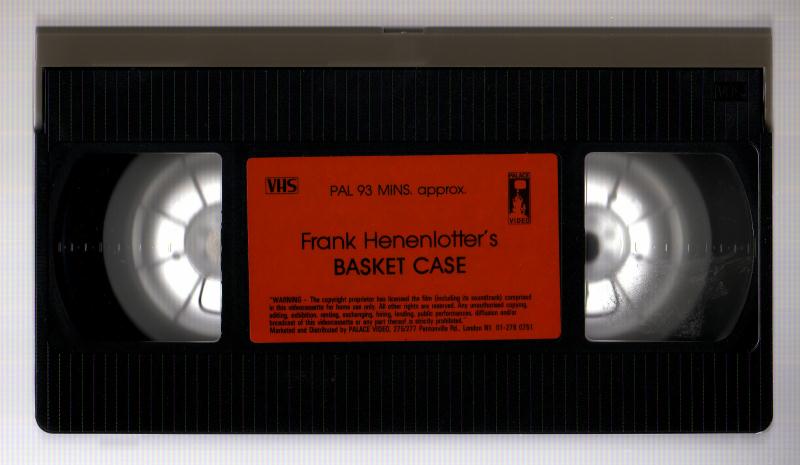 VHS
VHS
PAL 93 MINS. approx.
PALACE
VIDEO
Frank Henenlotter's
BASKET CASE
"WARNING - The copyright proprietor has licensed the film (including its soundtrack) comprised
in this videocassette for home use only. All other rights are reserved. Any unauthorised copying,
editing, exhibition, renting, exchanging, hiring, lending, public performances, diffusion and/or
broadcast of this videocassette or any part thereof is strictly prohibited."
Marketed and Distributed by PALACE VIDEO, 275/277 Pentonville Rd., London N1 01-278 0751